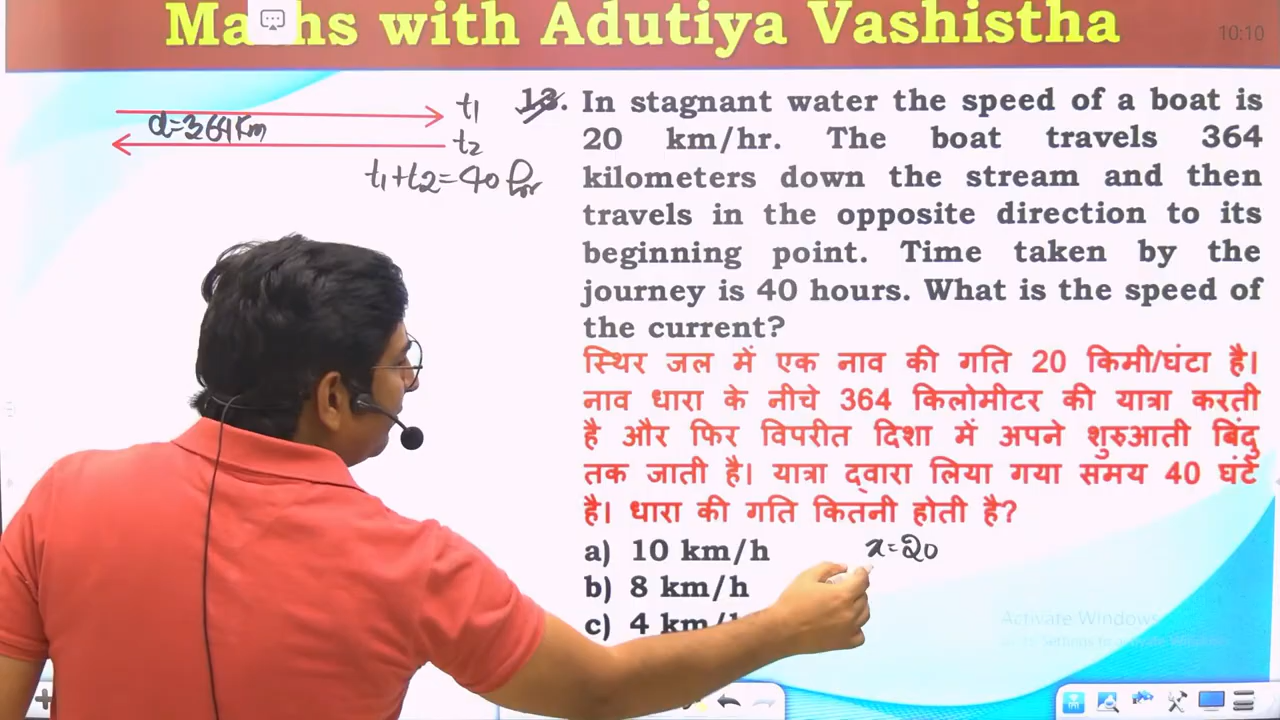 Maths with Adutiya Vashistha
10:10
d=364Km
t1
t2
t1+t2=40 hr
13. In stagnant water the speed of a boat is
20 km/hr. The boat travels 364
kilometers down the stream and then
travels in the opposite direction to its
beginning point. Time taken by the
journey is 40 hours. What is the speed of
the current?
स्थिर जल में एक नाव की गति 20 किमी/घंटा है।
नाव धारा के नीचे 364 किलोमीटर की यात्रा करती
है और फिर विपरीत दिशा में अपने शुरुआती बिंदु
तक जाती है। यात्रा द्वारा लिया गया समय 40 घंटे
है। धारा की गति कितनी होती है?
a) 10 km/h
x=20
b) 8 km/h
c) 4 km/h
Activate Windows